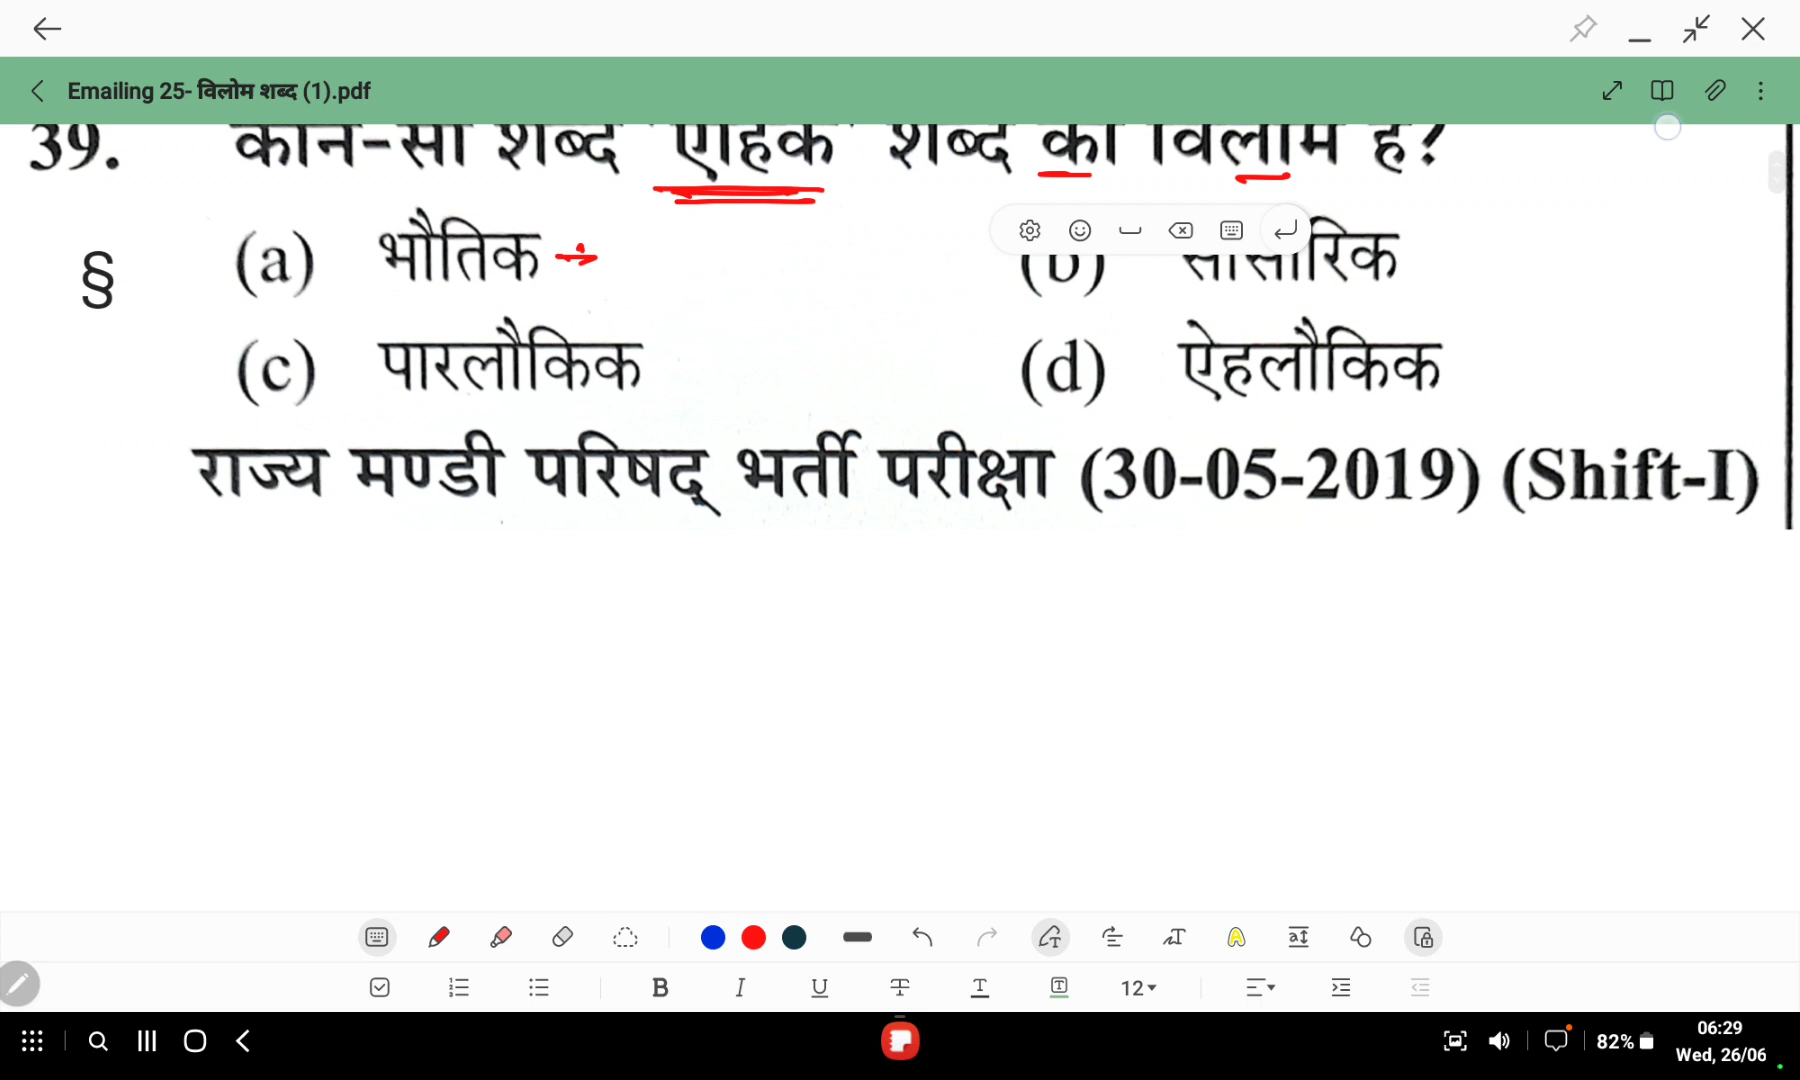 Emailing 25- विलोम शब्द (1).pdf
39. कौन-सा शब्द 'ऐहिक' शब्द का विलोम है?
§ (a) भौतिक (b) सांसारिक
(c) पारलौकिक (d) ऐहलौकिक
राज्य मण्डी परिषद् भर्ती परीक्षा (30-05-2019) (Shift-I)
B I U T T T 12
82% 06:29
Wed, 26/06